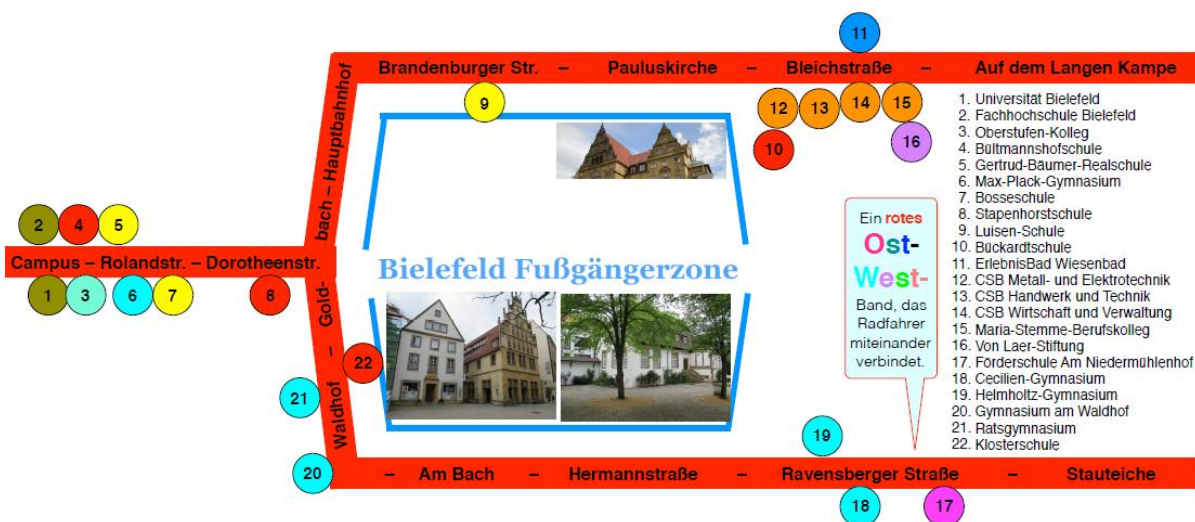 11
Brandenburger Str. – Pauluskirche – Bleichstraße – Auf dem Langen Kampe
9
12 13 14 15
10 16
bach – Hauptbahnhof
2 4 5
Campus – Rolandstr. – Dorotheenstr.
1 3 6 7 8
Bielefeld Fußgängerzone
Waldhof – Gold-
22
21
20
19
– Am Bach – Hermannstraße – Ravensberger Straße – Stauteiche
18 17
Ein rotes
Ost-
West-
Band, das
Radfahrer
miteinander
verbindet.
1. Universität Bielefeld
2. Fachhochschule Bielefeld
3. Oberstufen-Kolleg
4. Bültmannshofschule
5. Gertrud-Bäumer-Realschule
6. Max-Plack-Gymnasium
7. Bosseschule
8. Stapenhorstschule
9. Luisen-Schule
10. Bückardtschule
11. ErlebnisBad Wiesenbad
12. CSB Metall- und Elektrotechnik
13. CSB Handwerk und Technik
14. CSB Wirtschaft und Verwaltung
15. Maria-Stemme-Berufskolleg
16. Von Laer-Stiftung
17. Förderschule Am Niedermühlenhof
18. Cecilien-Gymnasium
19. Helmholtz-Gymnasium
20. Gymnasium am Waldhof
21. Ratsgymnasium
22. Klosterschule